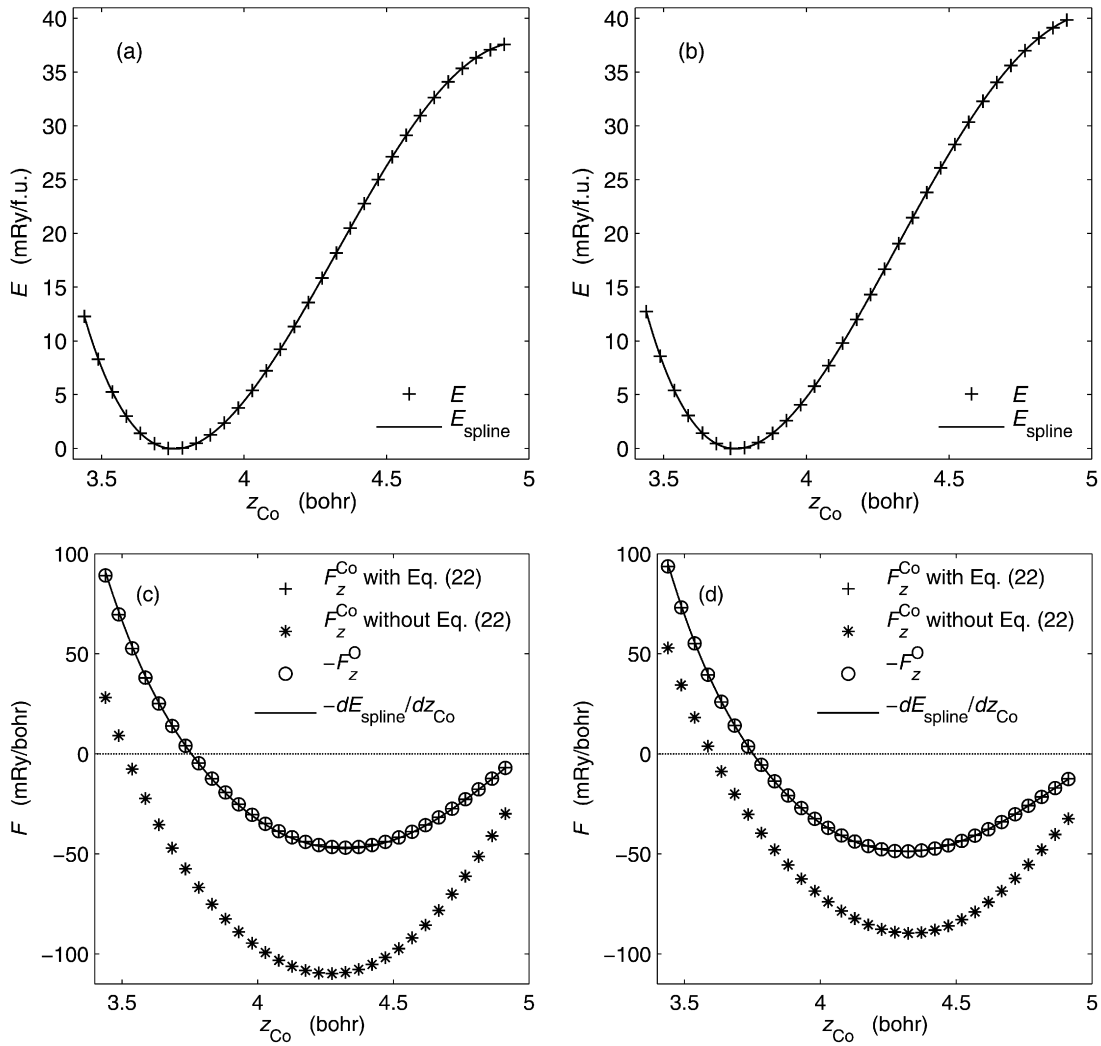 (a)
40
35
30
25
20
15
10
5
0
E (mRy/f.u.)
+ E
E_spline
3.5 4 4.5 5
z_Co (bohr)
(b)
40
35
30
25
20
15
10
5
0
E (mRy/f.u.)
+ E
E_spline
3.5 4 4.5 5
z_Co (bohr)
100
50
0
−50
−100
F (mRy/bohr)
(c)
+ F_z^Co with Eq. (22)
* F_z^Co without Eq. (22)
○ −F_z^O
−dE_spline/dz_Co
3.5 4 4.5 5
z_Co (bohr)
100
50
0
−50
−100
F (mRy/bohr)
(d)
+ F_z^Co with Eq. (22)
* F_z^Co without Eq. (22)
○ −F_z^O
−dE_spline/dz_Co
3.5 4 4.5 5
z_Co (bohr)